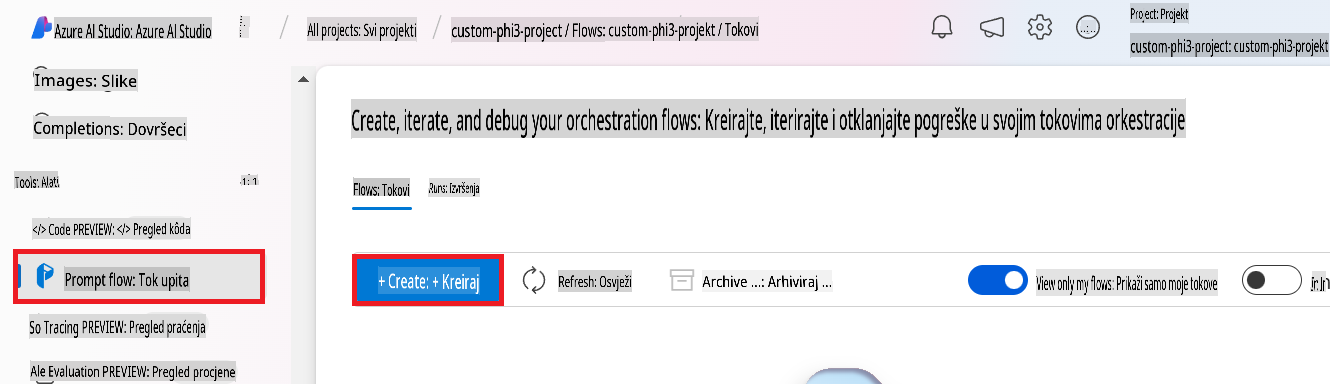 Azure AI Studio: Azure AI Studio
/
All projects: Svi projekti
/
custom-phi3-project / Flows: custom-phi3-projekt / Tokovi
Project: Projekt
custom-phi3-project: custom-phi3-projekt
Images: Slike
Completions: Dovršeci
Tools: Alati
</> Code PREVIEW: </> Pregled kôda
Prompt flow: Tok upita
So Tracing PREVIEW: Pregled praćenja
Ale Evaluation PREVIEW: Pregled procjene
Create, iterate, and debug your orchestration flows: Kreirajte, iterirajte i otklanjajte pogreške u svojim tokovima orkestracije
Flows: Tokovi
Runs: Izvršenja
+ Create: + Kreiraj
Refresh: Osvježi
Archive ...: Arhiviraj ...
View only my flows: Prikaži samo moje tokove